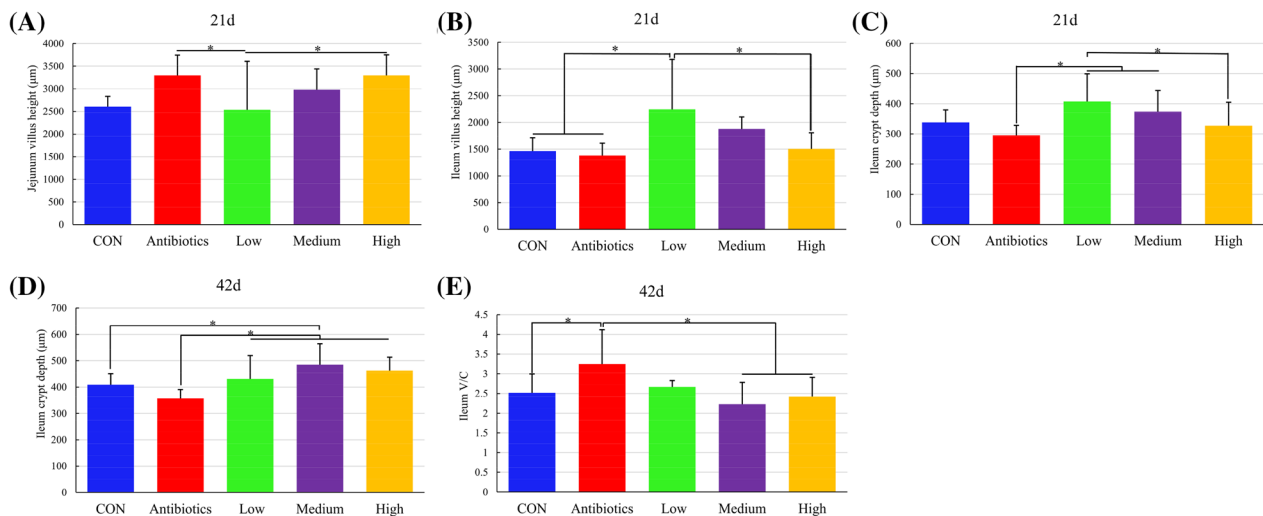 (A)
21d
Jejunum villus height (μm)
4000
3500
3000
2500
2000
1500
1000
500
0
*
*
CON Antibiotics Low Medium High
(B)
21d
Ileum villus height (μm)
3500
3000
2500
2000
1500
1000
500
0
*
*
CON Antibiotics Low Medium High
(C)
21d
Ileum crypt depth (μm)
600
500
400
300
200
100
0
*
*
CON Antibiotics Low Medium High
(D)
42d
Ileum crypt depth (μm)
700
600
500
400
300
200
100
0
*
*
CON Antibiotics Low Medium High
(E)
42d
Ileum V/C
4.5
4
3.5
3
2.5
2
1.5
1
0.5
0
*
*
CON Antibiotics Low Medium High